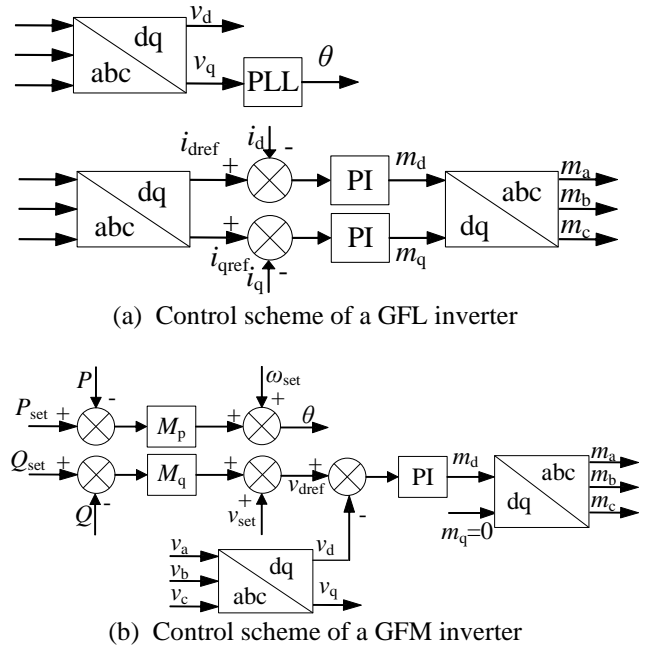 dq
abc
v_d
v_q
PLL
θ
i_dref
+
i_d
-
PI
m_d
dq
abc
abc
dq
m_a
m_b
m_c
+
i_qref
i_q
-
PI
m_q
(a) Control scheme of a GFL inverter
P
-
P_set
+
M_p
+
ω_set
+
θ
Q_set
+
Q
-
M_q
+
v_set
+
v_dref
+
-
PI
m_d
abc
dq
m_q=0
m_a
m_b
m_c
v_a
v_b
v_c
dq
abc
v_d
v_q
(b) Control scheme of a GFM inverter